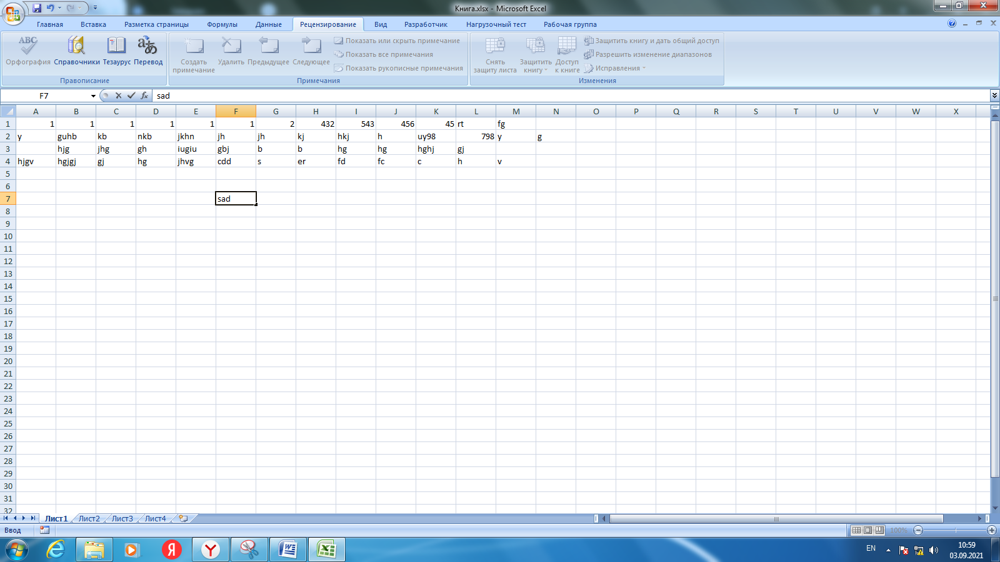 Книга.xlsx - Microsoft Excel
Главная Вставка Разметка страницы Формулы Данные Рецензирование Вид Разработчик Нагрузочный тест Рабочая группа
ABC
Орфография Справочники Тезаурус Перевод
Правописание
Создать примечание Удалить Предыдущее Следующее
Показать или скрыть примечание
Показать все примечания
Показать рукописные примечания
Примечания
Снять защиту листа Защитить книгу Доступ к книге
Защитить книгу и дать общий доступ
Разрешить изменение диапазонов
Исправления
Изменения
F7 fx sad
A B C D E F G H I J K L M N O P Q R S T U V W X
1 1 1 1 1 1 1 2 432 543 456 45 rt fg
2 y guhb kb nkb jkhn jh jh kj hkj h uy98 798 y g
3 hjg jhg gh iugiu gbj b b hg hg hghj gj
4 hjgv hgjgj gj hg jhvg cdd s er fd fc c h v
5
6
7 sad
8
9
10
11
12
13
14
15
16
17
18
19
20
21
22
23
24
25
26
27
28
29
30
31
32
Лист1 Лист2 Лист3 Лист4
Ввод 100%
EN 10:59
03.09.2021